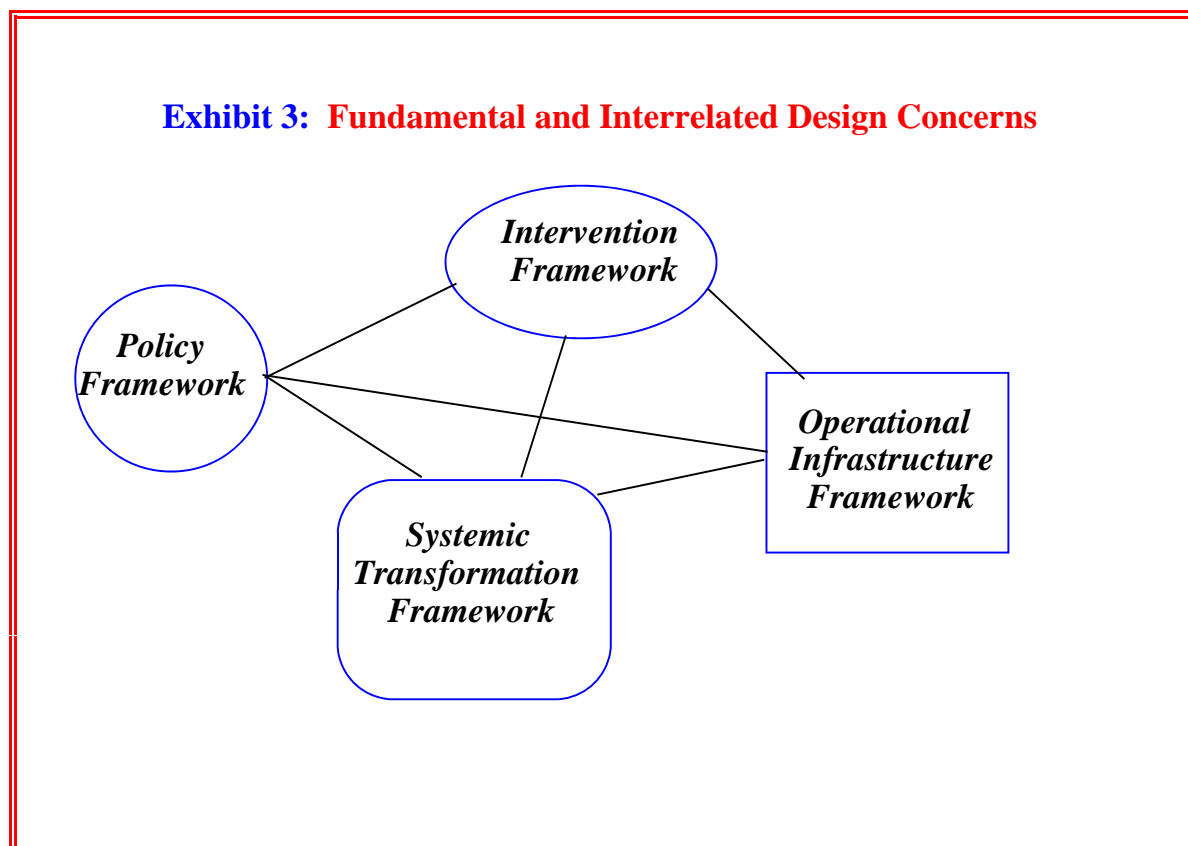 Exhibit 3: Fundamental and Interrelated Design Concerns
Intervention
Framework
Policy
Framework
Operational
Infrastructure
Framework
Systemic
Transformation
Framework